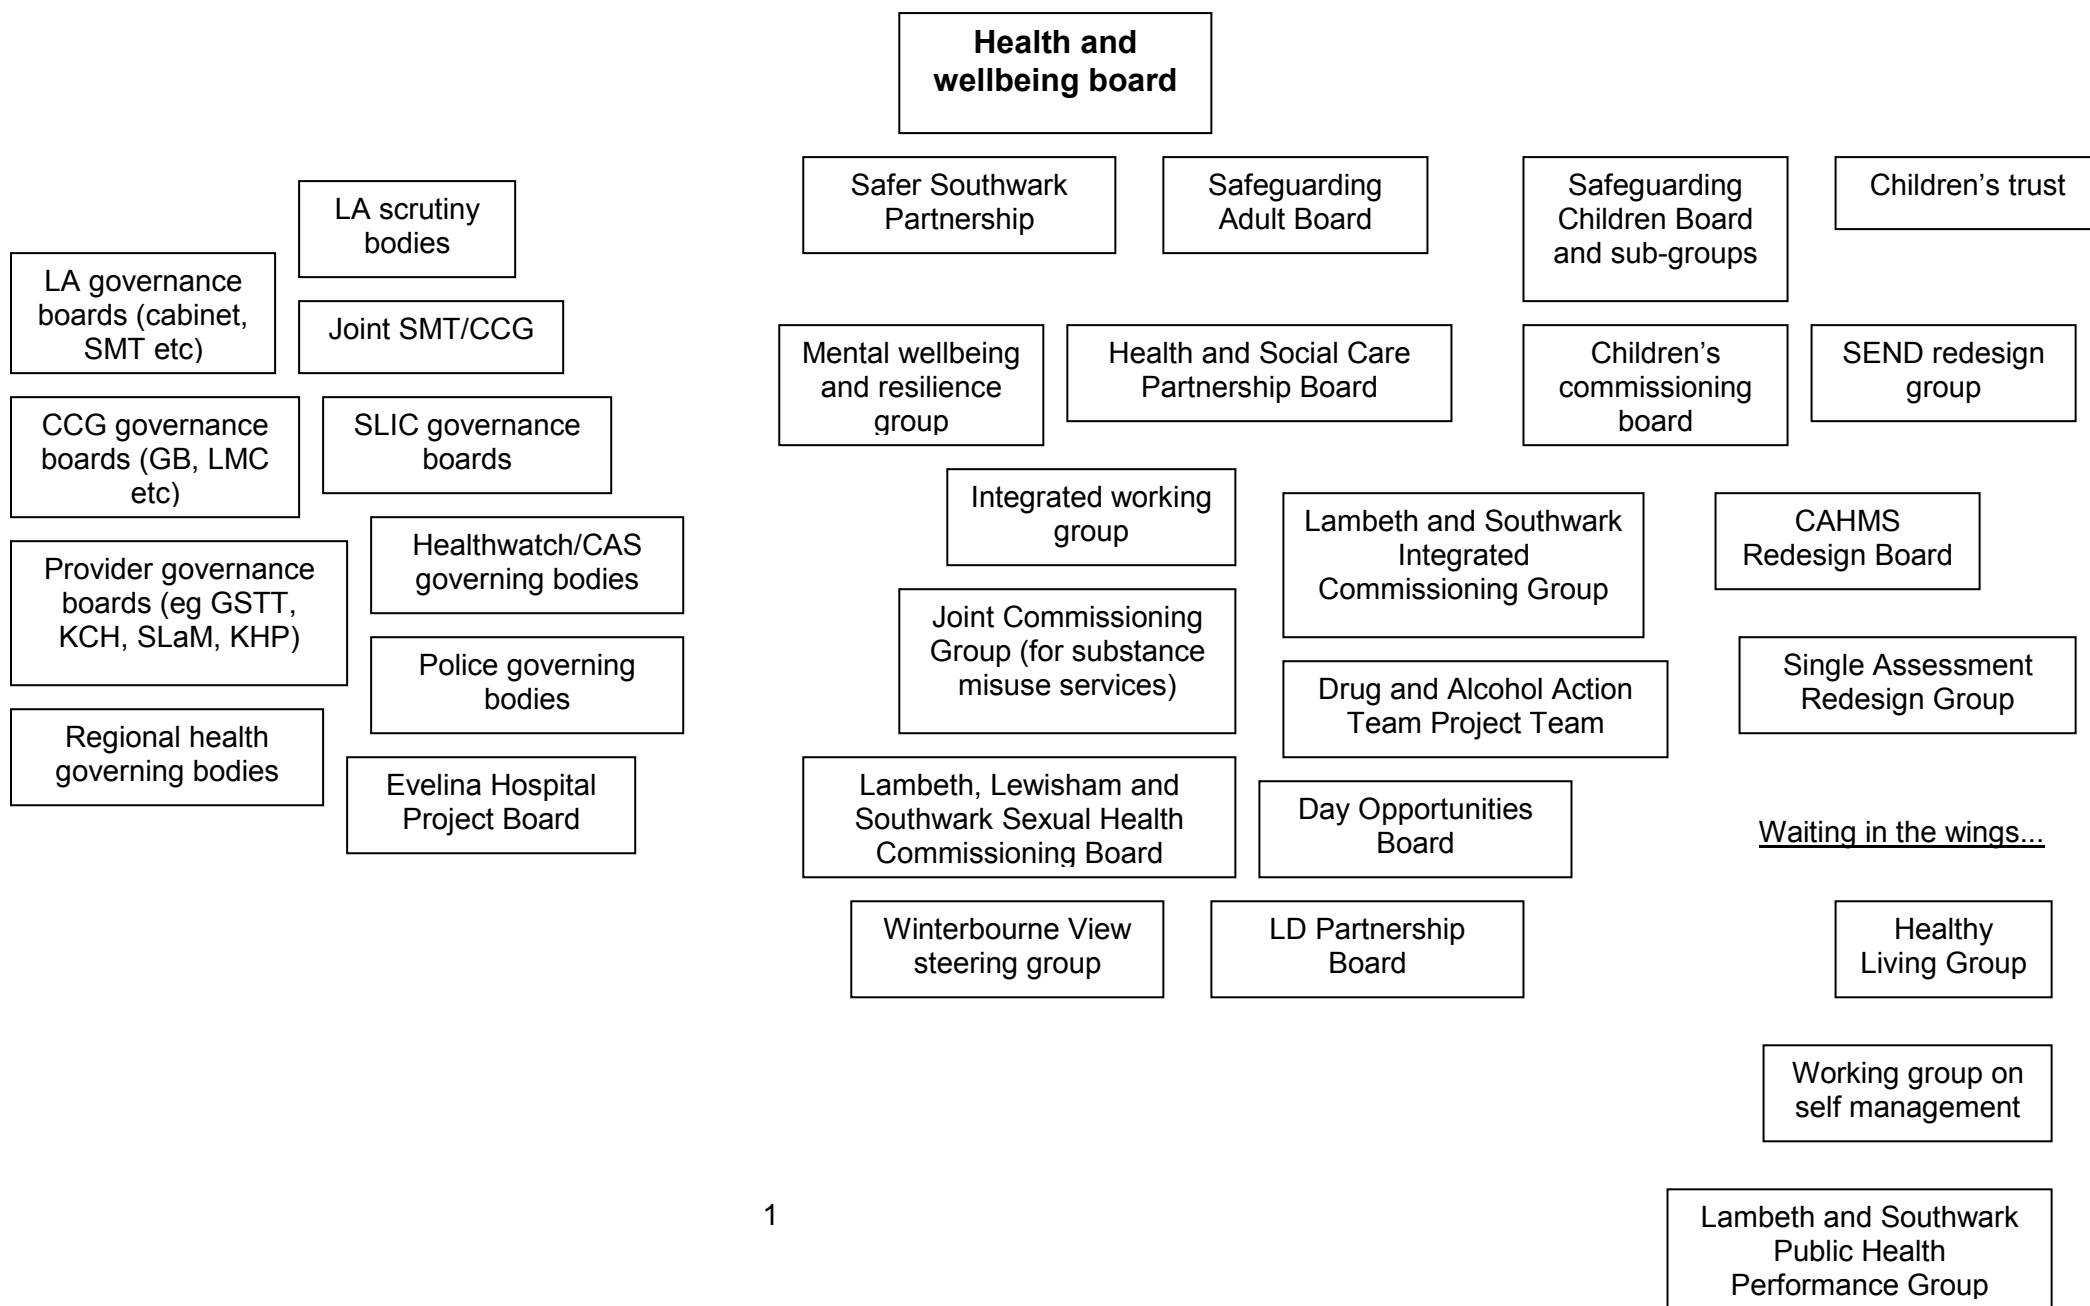 Health and
wellbeing board
Safer Southwark
Partnership
Safeguarding
Adult Board
Safeguarding
Children Board
and sub-groups
Children’s trust
LA scrutiny
bodies
LA governance
boards (cabinet,
SMT etc)
Joint SMT/CCG
Mental wellbeing
and resilience
group
Health and Social Care
Partnership Board
Children’s
commissioning
board
SEND redesign
group
CCG governance
boards (GB, LMC
etc)
SLIC governance
boards
Integrated working
group
Lambeth and Southwark
Integrated
Commissioning Group
CAHMS
Redesign Board
Healthwatch/CAS
governing bodies
Provider governance
boards (eg GSTT,
KCH, SLaM, KHP)
Joint Commissioning
Group (for substance
misuse services)
Police governing
bodies
Drug and Alcohol Action
Team Project Team
Single Assessment
Redesign Group
Regional health
governing bodies
Evelina Hospital
Project Board
Lambeth, Lewisham and
Southwark Sexual Health
Commissioning Board
Day Opportunities
Board
Waiting in the wings...
Winterbourne View
steering group
LD Partnership
Board
Healthy
Living Group
Working group on
self management
Lambeth and Southwark
Public Health
Performance Group
1